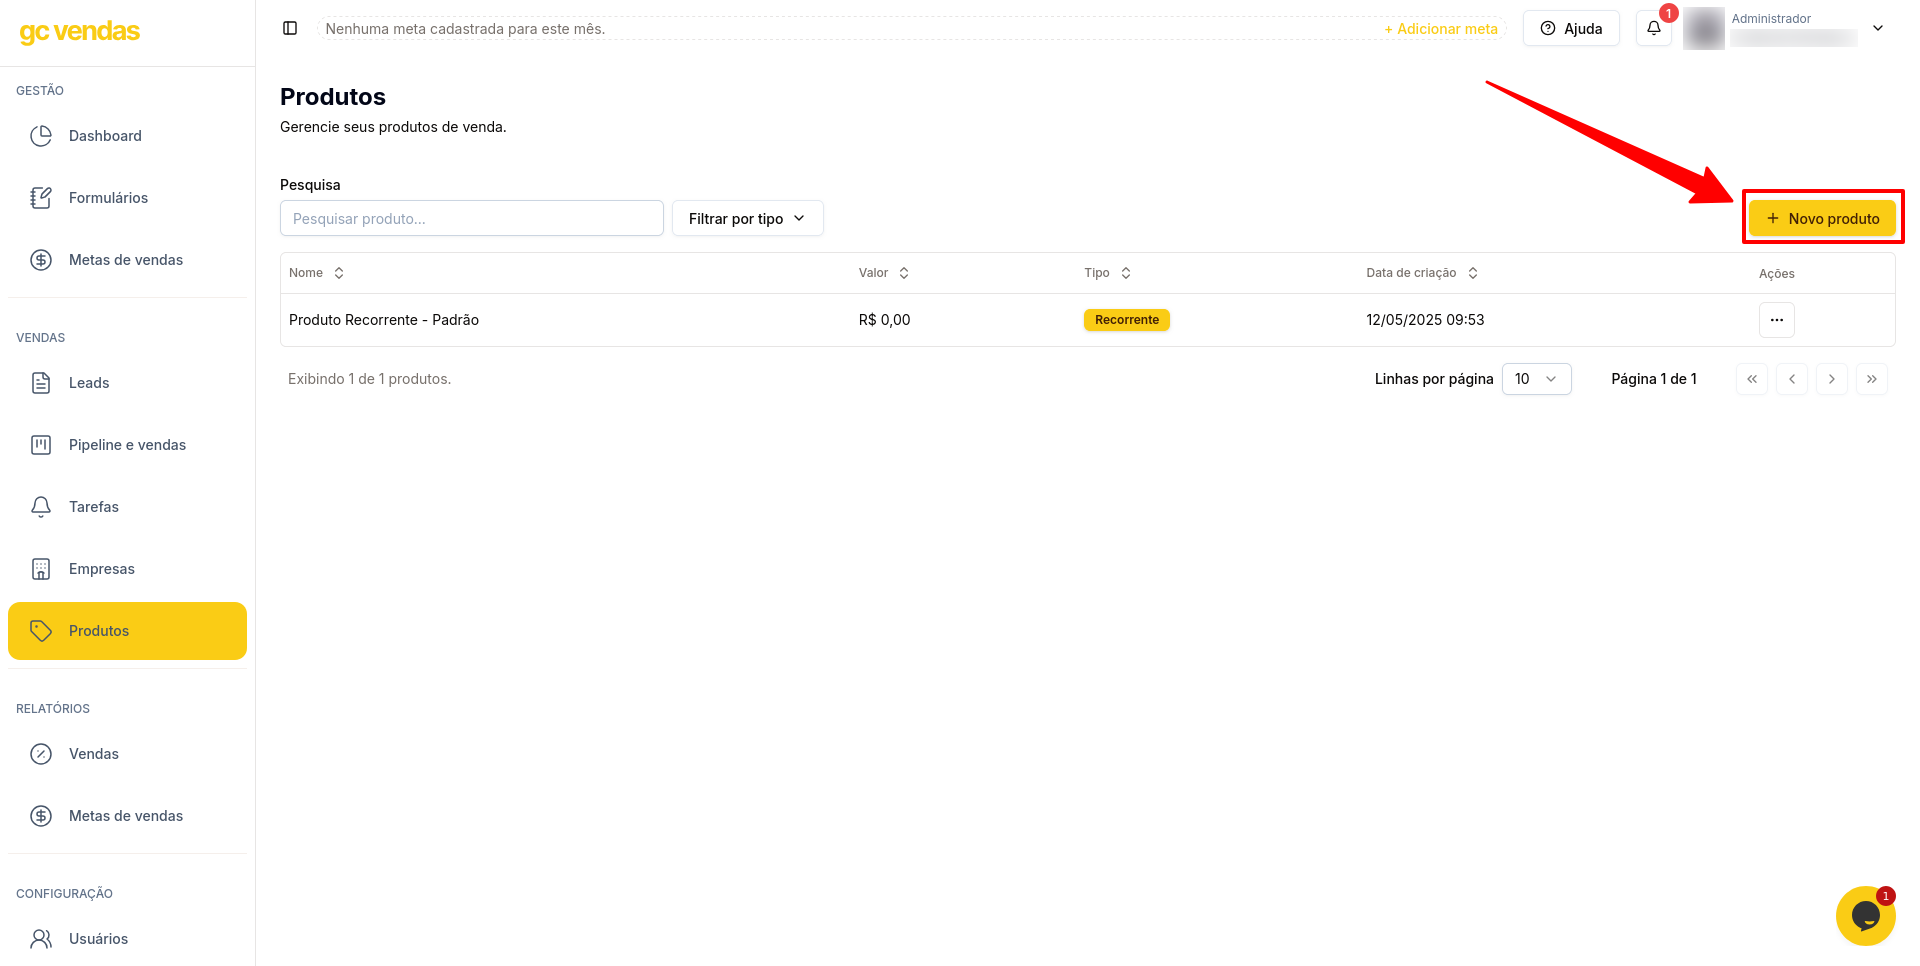 gc vendas
GESTÃO
Dashboard
Formulários
Metas de vendas
VENDAS
Leads
Pipeline e vendas
Tarefas
Empresas
Produtos
RELATÓRIOS
Vendas
Metas de vendas
CONFIGURAÇÃO
Usuários
Nenhuma meta cadastrada para este mês. + Adicionar meta
Ajuda
1
Administrador
Produtos
Gerencie seus produtos de venda.
Pesquisa
Pesquisar produto...
Filtrar por tipo
+ Novo produto
Nome Valor Tipo Data de criação Ações
Produto Recorrente - Padrão R$ 0,00 Recorrente 12/05/2025 09:53 ...
Exibindo 1 de 1 produtos.
Linhas por página 10 Página 1 de 1
1